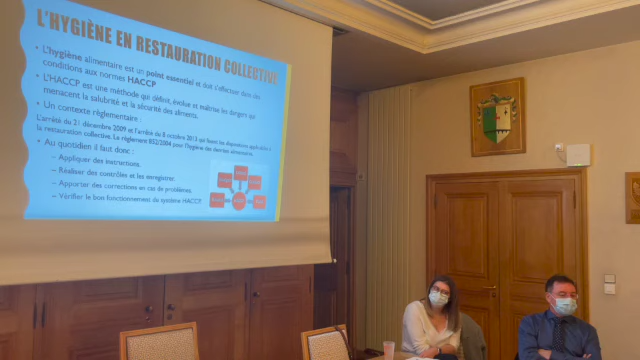 L'HYGIÈNE EN RESTAURATION COLLECTIVE
• L'hygiène alimentaire est un point essentiel et doit s'effectuer dans des
conditions aux normes HACCP
• L'HACCP est une méthode qui définit, évalue et maîtrise les dangers qui
menacent la salubrité et la sécurité des aliments.
• Un contexte règlementaire :
L'arrêté du 21 décembre 2009 et l'arrêté du 8 octobre 2013 qui fixent les dispositions applicables à
la restauration collective. Le règlement 852/2004 pour l'hygiène des denrées alimentaires.
• Au quotidien il faut donc :
– Appliquer des instructions.
– Réaliser des contrôles et les enregistrer.
– Apporter des corrections en cas de problèmes.
– Vérifier le bon fonctionnement du système HACCP.